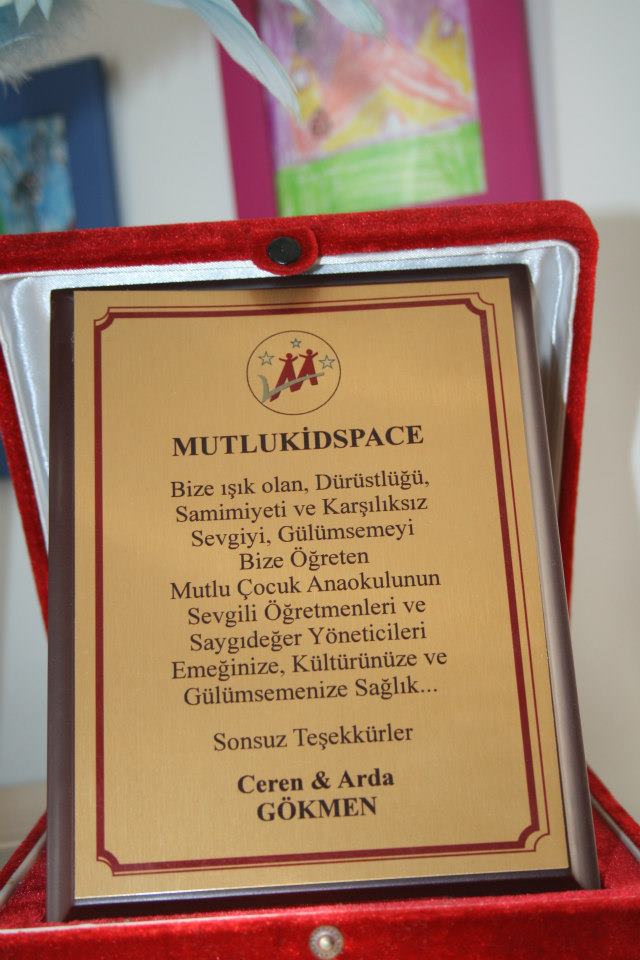 MUTLUKİDSPACE
Bize ışık olan, Dürüstlüğü,
Samimiyeti ve Karşılıksız
Sevgiyi, Gülümsemeyi
Bize Öğreten
Mutlu Çocuk Anaokulunun
Sevgili Öğretmenleri ve
Saygıdeğer Yöneticileri
Emeğinize, Kültürünüze ve
Gülümsemenize Sağlık...
Sonsuz Teşekkürler
Ceren & Arda
GÖKMEN